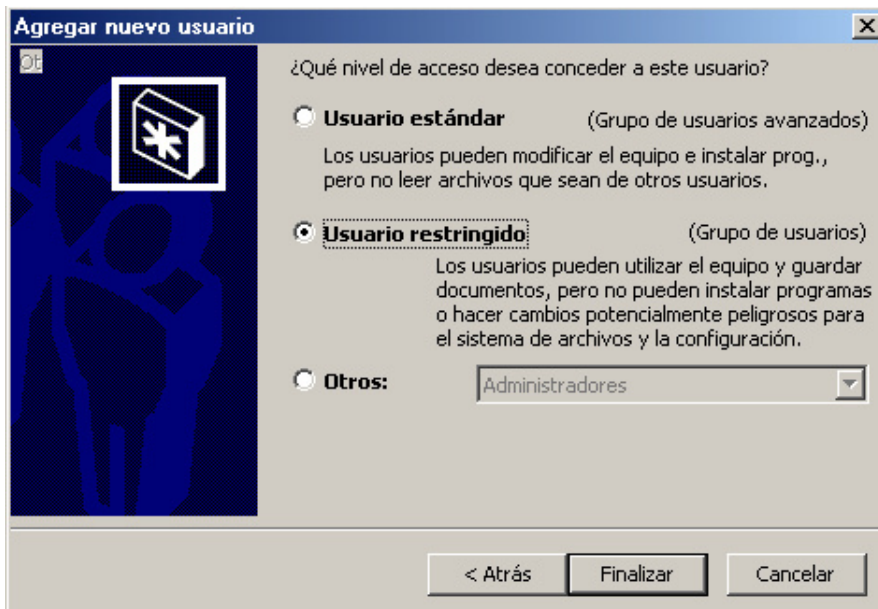 Agregar nuevo usuario
Ot
¿Qué nivel de acceso desea conceder a este usuario?
Usuario estándar (Grupo de usuarios avanzados)
Los usuarios pueden modificar el equipo e instalar prog.,
pero no leer archivos que sean de otros usuarios.
Usuario restringido (Grupo de usuarios)
Los usuarios pueden utilizar el equipo y guardar
documentos, pero no pueden instalar programas
o hacer cambios potencialmente peligrosos para
el sistema de archivos y la configuración.
Otros: Administradores
< Atrás Finalizar Cancelar